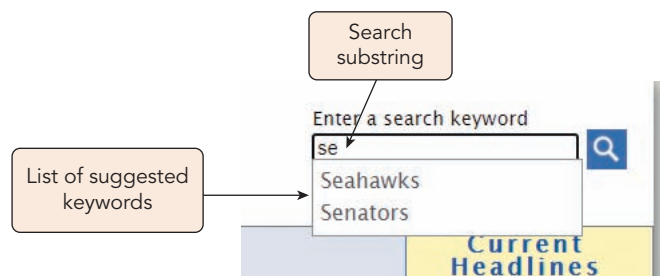 Search
substring
Enter a search keyword
se
List of suggested
keywords
Seahawks
Senators
Current
Headlines